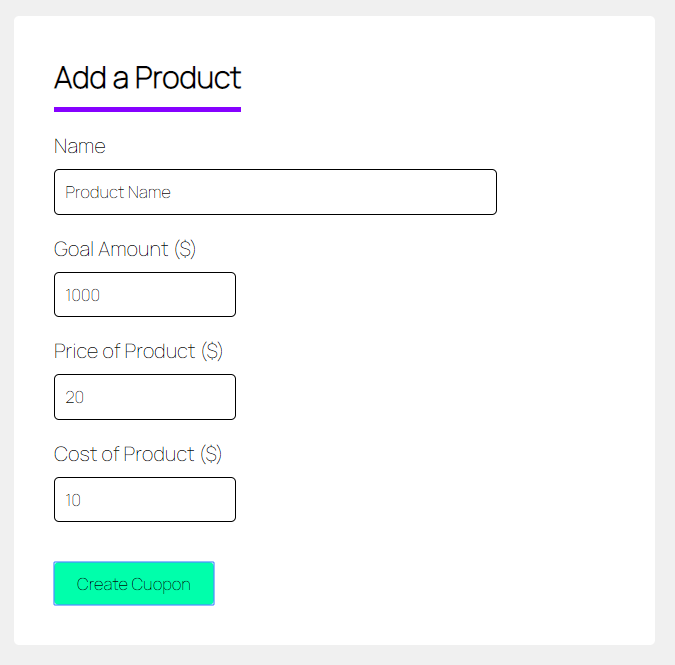 Add a Product
Name
Product Name
Goal Amount ($)
1000
Price of Product ($)
20
Cost of Product ($)
10
Create Cuopon